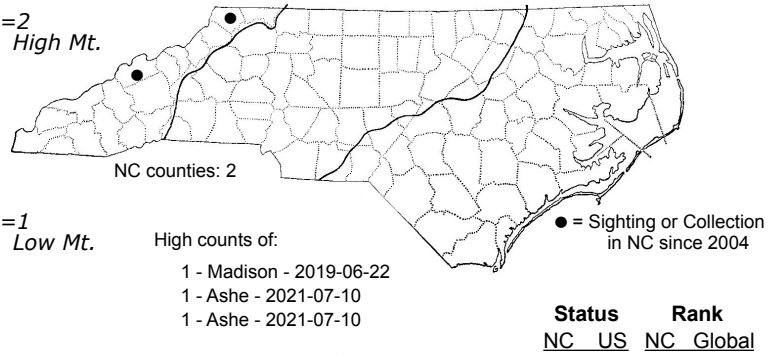 =2
High Mt.
NC counties: 2
=1
Low Mt.
High counts of:
1 - Madison - 2019-06-22
1 - Ashe - 2021-07-10
1 - Ashe - 2021-07-10
● = Sighting or Collection
in NC since 2004
Status Rank
NC US NC Global